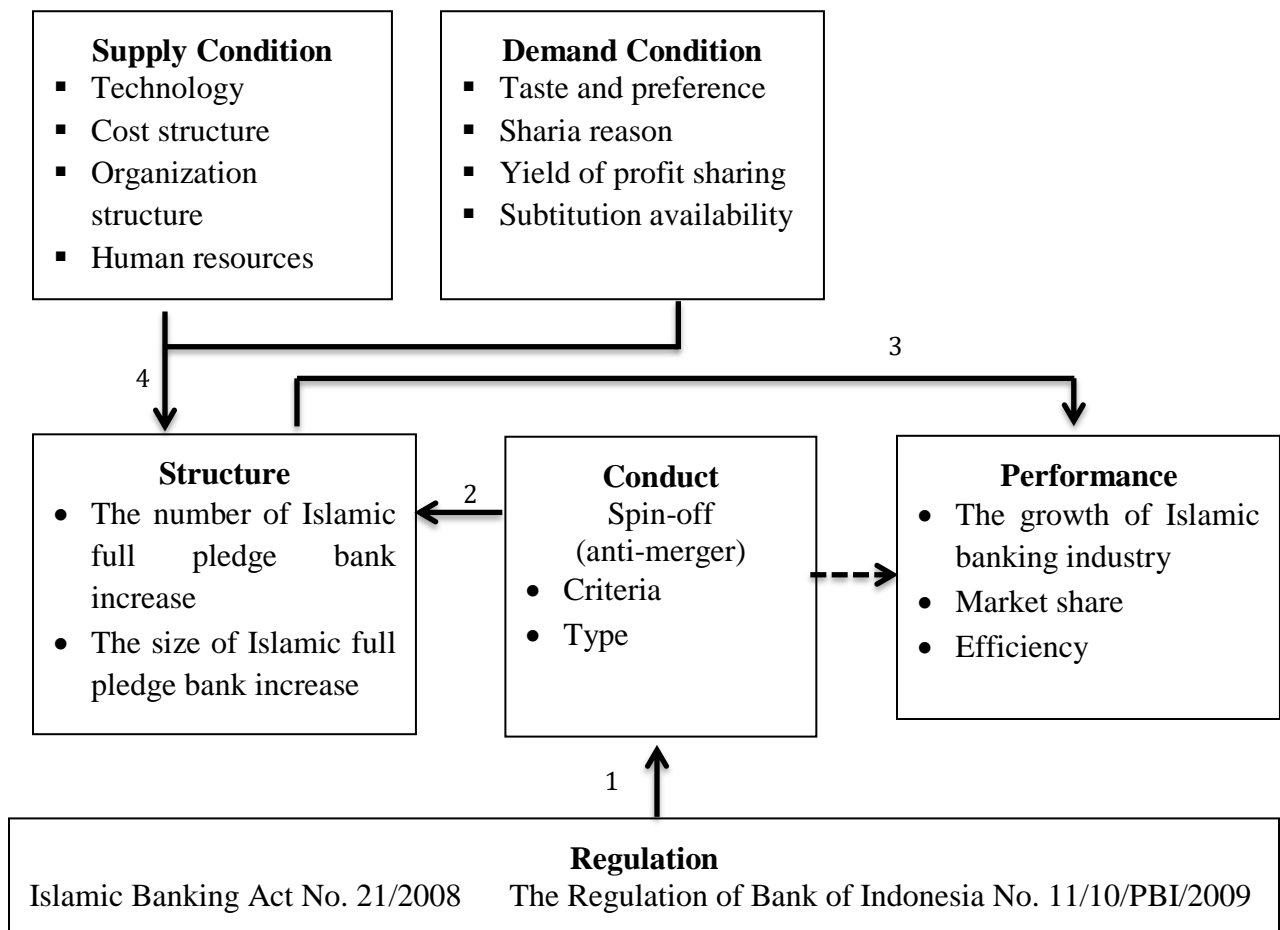 Supply Condition
▪ Technology
▪ Cost structure
▪ Organization
structure
▪ Human resources
Demand Condition
▪ Taste and preference
▪ Sharia reason
▪ Yield of profit sharing
▪ Subtitution availability
3
4
Structure
• The number of Islamic
full pledge bank
increase
• The size of Islamic full
pledge bank increase
2
Conduct
Spin-off
(anti-merger)
• Criteria
• Type
Performance
• The growth of Islamic
banking industry
• Market share
• Efficiency
1
Regulation
Islamic Banking Act No. 21/2008 The Regulation of Bank of Indonesia No. 11/10/PBI/2009